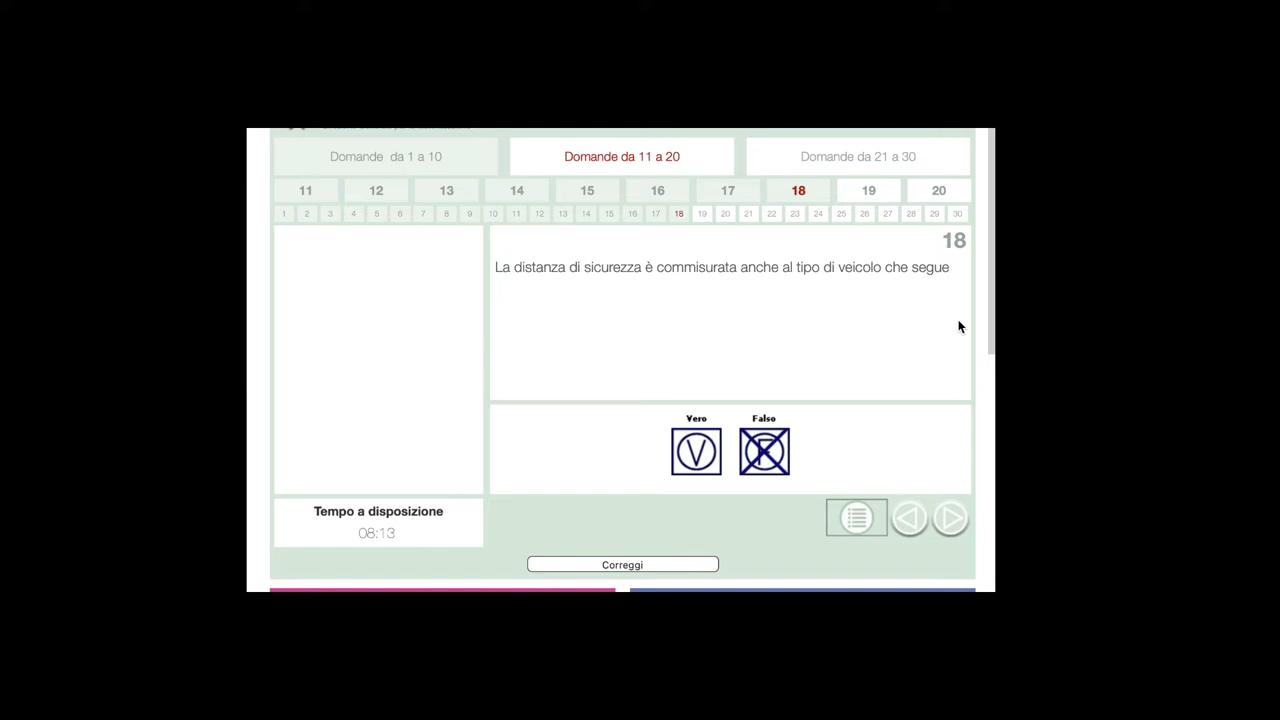 Domande da 1 a 10
Domande da 11 a 20
Domande da 21 a 30
11 12 13 14 15 16 17 18 19 20
1 2 3 4 5 6 7 8 9 10 11 12 13 14 15 16 17 18 19 20 21 22 23 24 25 26 27 28 29 30
18
La distanza di sicurezza è commisurata anche al tipo di veicolo che segue
Vero Falso
V F
Tempo a disposizione
08:13
Correggi